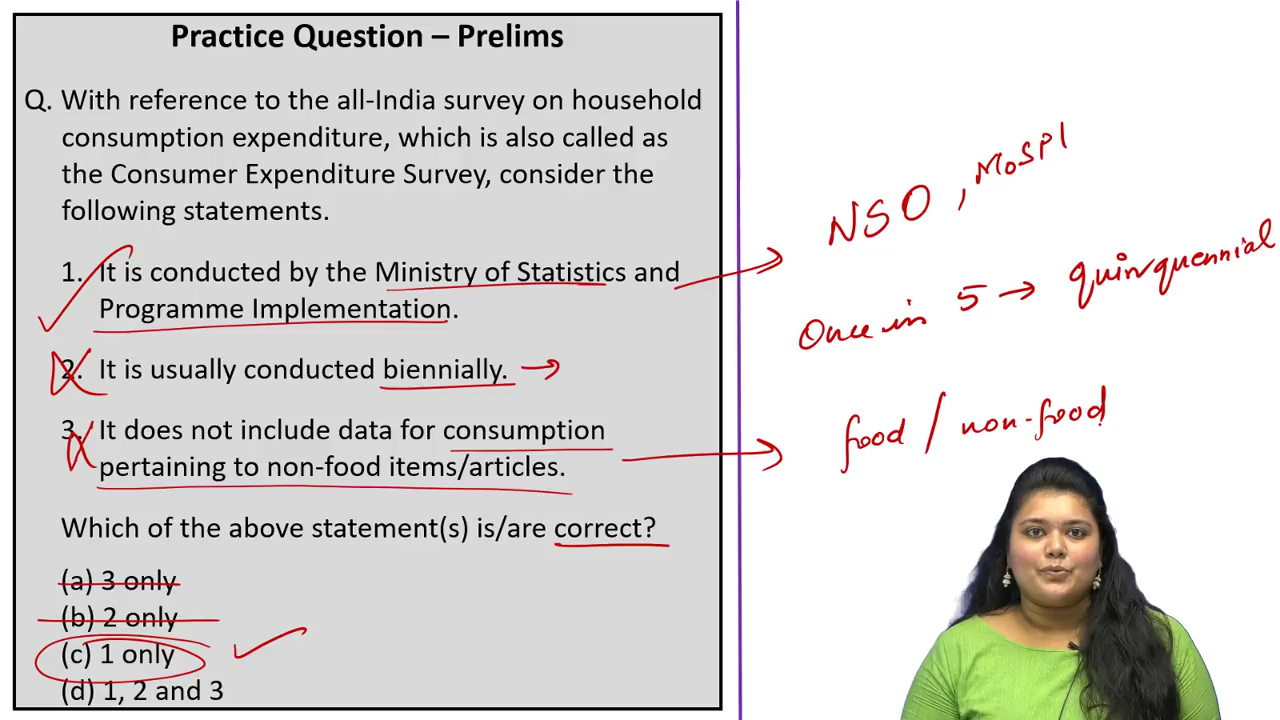 Practice Question – Prelims
Q. With reference to the all-India survey on household
consumption expenditure, which is also called as
the Consumer Expenditure Survey, consider the
following statements.
1. It is conducted by the Ministry of Statistics and
Programme Implementation.
2. It is usually conducted biennially.
3. It does not include data for consumption
pertaining to non-food items/articles.
Which of the above statement(s) is/are correct?
(a) 3 only
(b) 2 only
(c) 1 only
(d) 1, 2 and 3
NSO, MoSPI
Once in 5 → quinquennial
food / non-food